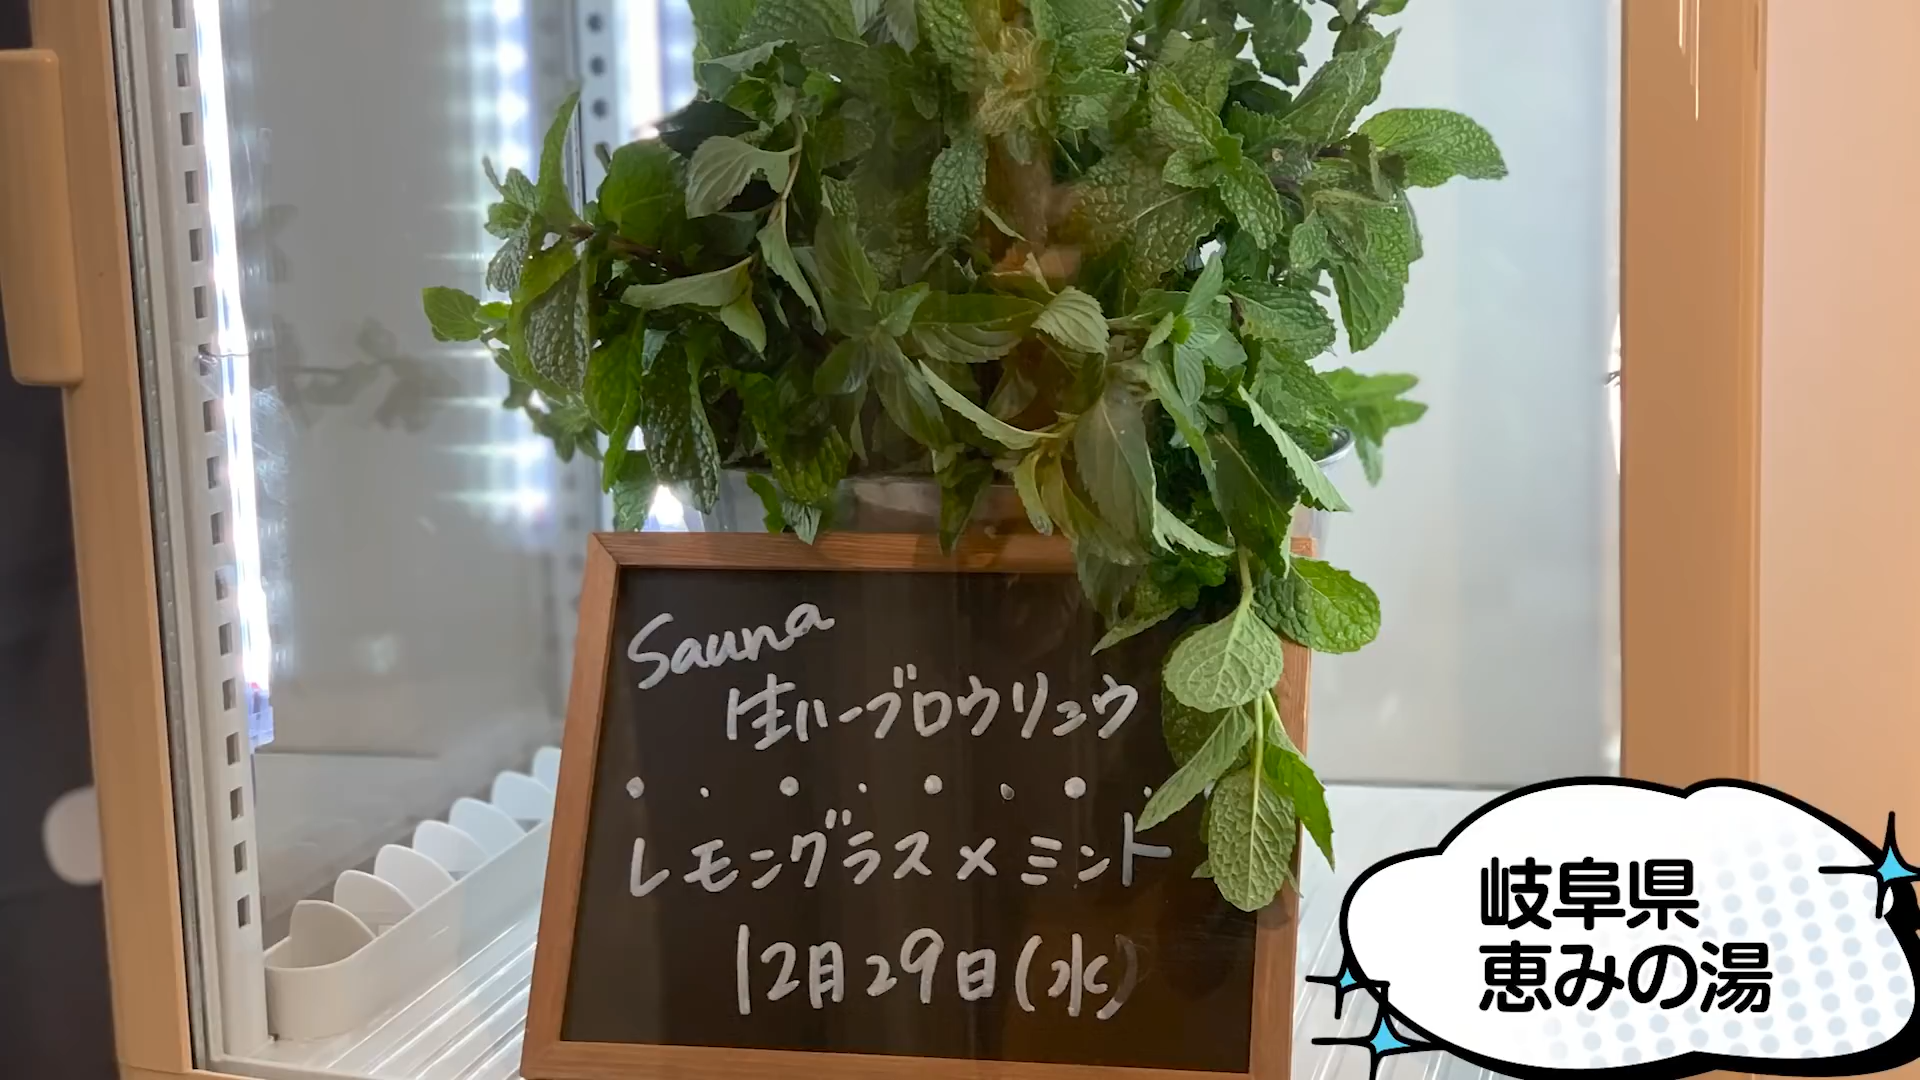 Sauna
生ハーブロウリュウ
レモングラス×ミント
12月29日(水)
岐阜県
恵みの湯